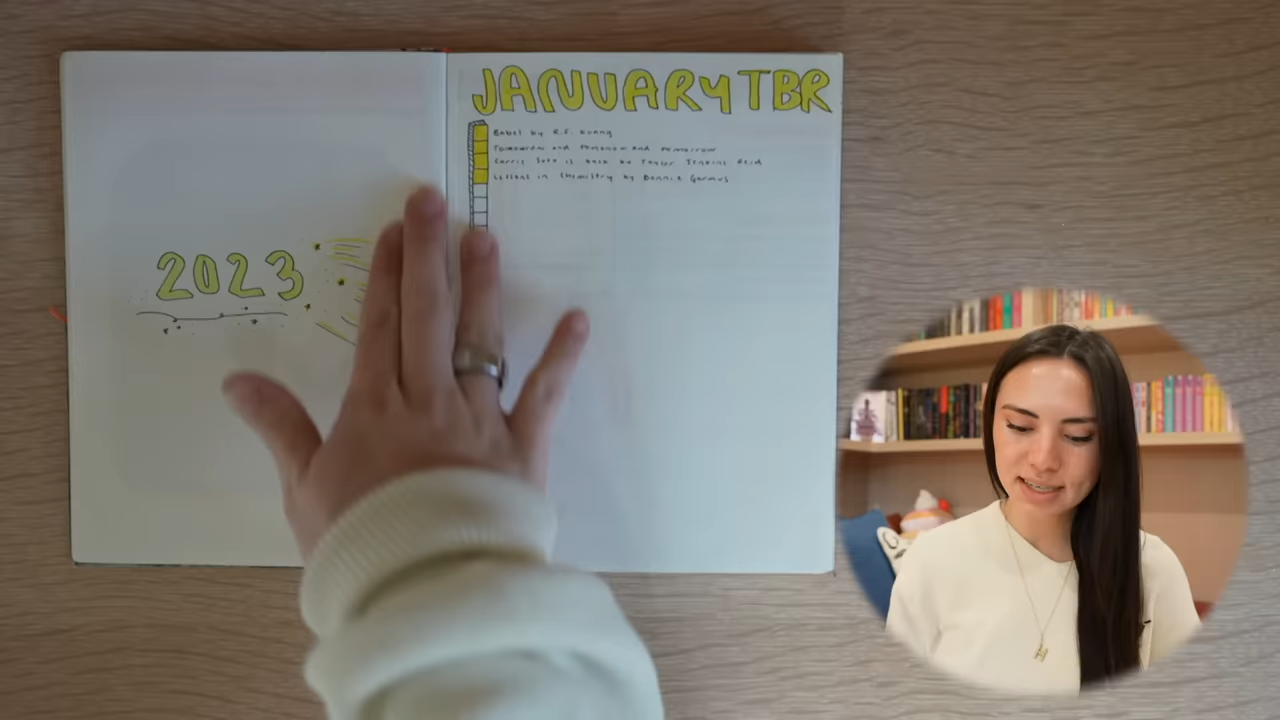 2023
JANUARY TBR
Babel by R.F. Kuang
Tomorrow and Tomorrow and Tomorrow
Carrie Soto is back by Taylor Jenkins Reid
Lessons in Chemistry by Bonnie Garmus